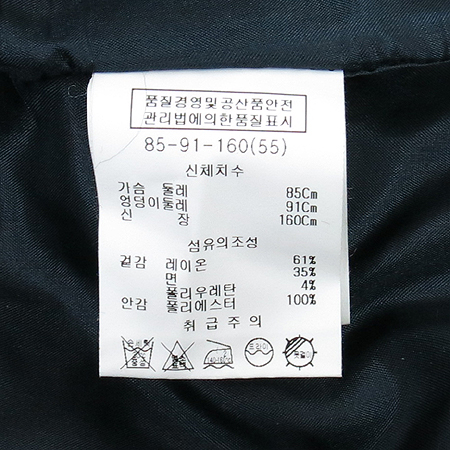 품질경영및공산품안전
관리법에의한품질표시
85-91-160(55)
신체치수
가슴 둘레 85Cm
엉덩이둘레 91Cm
신 장 160Cm
섬유의조성
겉감 레이온 61%
면 35%
폴리우레탄 4%
안감 폴리에스터 100%
취급주의